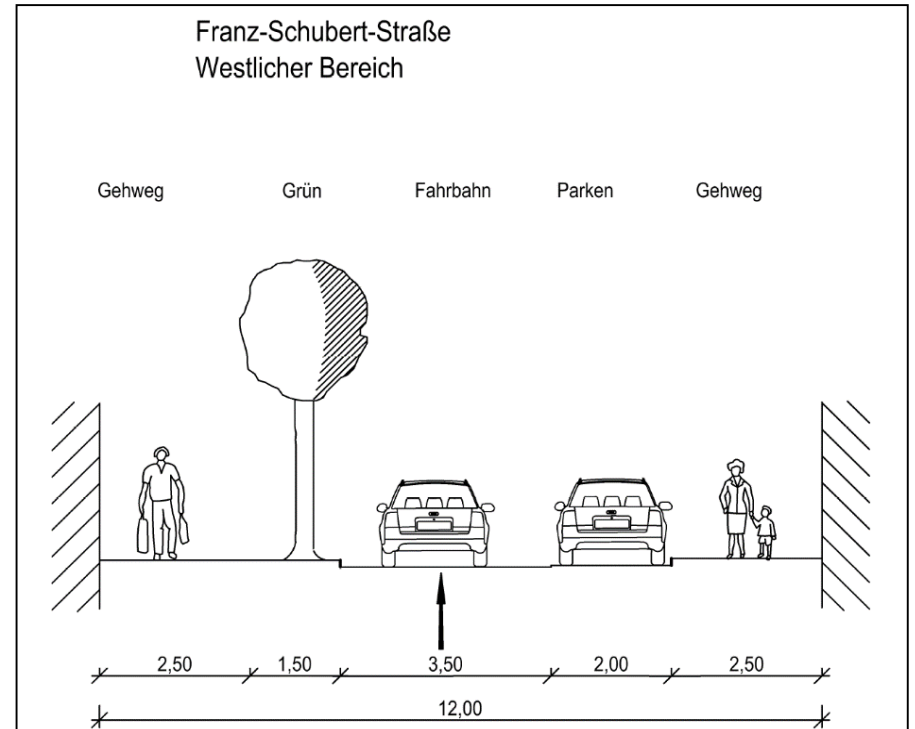 Franz-Schubert-Straße
Westlicher Bereich
Gehweg Grün Fahrbahn Parken Gehweg
2,50 1,50 3,50 2,00 2,50
12,00